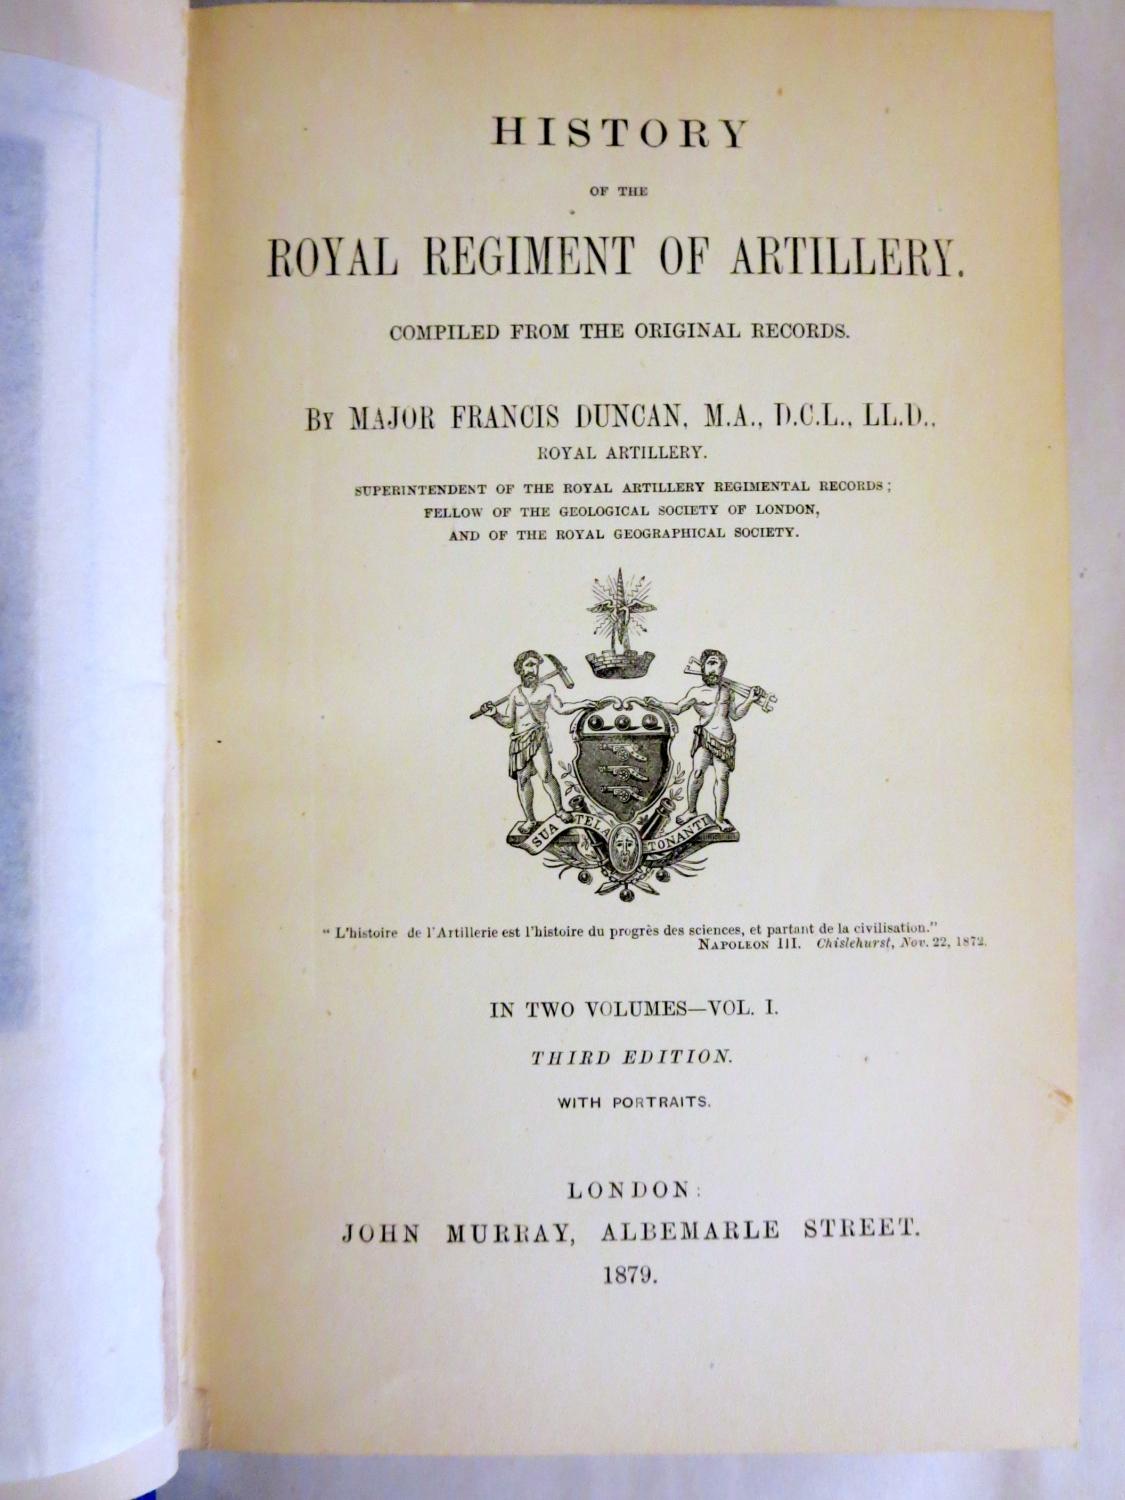 HISTORY
OF THE
ROYAL REGIMENT OF ARTILLERY.
COMPILED FROM THE ORIGINAL RECORDS.
BY MAJOR FRANCIS DUNCAN, M.A., D.C.L., LL.D.,
ROYAL ARTILLERY.
SUPERINTENDENT OF THE ROYAL ARTILLERY REGIMENTAL RECORDS;
FELLOW OF THE GEOLOGICAL SOCIETY OF LONDON,
AND OF THE ROYAL GEOGRAPHICAL SOCIETY.
SUA TELA TONANTI
“L'histoire de l'Artillerie est l'histoire du progrès des sciences, et partant de la civilisation.”
NAPOLEON III. Chislehurst, Nov. 22, 1872.
IN TWO VOLUMES—VOL. I.
THIRD EDITION.
WITH PORTRAITS.
LONDON:
JOHN MURRAY, ALBEMARLE STREET.
1879.